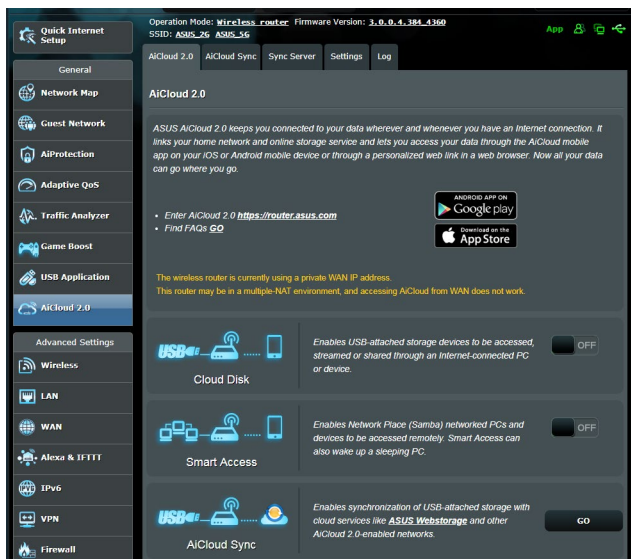 Quick Internet
Setup
Operation Mode: Wireless router Firmware Version: 3.0.0.4.384_4360
SSID: ASUS_2G ASUS_5G
App
AiCloud 2.0 AiCloud Sync Sync Server Settings Log
General
Network Map
Guest Network
AiProtection
Adaptive QoS
Traffic Analyzer
Game Boost
USB Application
AiCloud 2.0
Advanced Settings
Wireless
LAN
WAN
Alexa & IFTTT
IPv6
VPN
Firewall
AiCloud 2.0
ASUS AiCloud 2.0 keeps you connected to your data wherever and whenever you have an Internet connection. It
links your home network and online storage service and lets you access your data through the AiCloud mobile
app on your iOS or Android mobile device or through a personalized web link in a web browser. Now all your data
can go where you go.
• Enter AiCloud 2.0 https://router.asus.com
• Find FAQs GO
ANDROID APP ON
Google play
Download on the
App Store
The wireless router is currently using a private WAN IP address.
This router may be in a multiple-NAT environment, and accessing AiCloud from WAN does not work.
USB
Cloud Disk
Enables USB-attached storage devices to be accessed,
streamed or shared through an Internet-connected PC
or device.
OFF
Smart Access
Enables Network Place (Samba) networked PCs and
devices to be accessed remotely. Smart Access can
also wake up a sleeping PC.
OFF
USB
AiCloud Sync
Enables synchronization of USB-attached storage with
cloud services like ASUS Webstorage and other
AiCloud 2.0-enabled networks.
GO